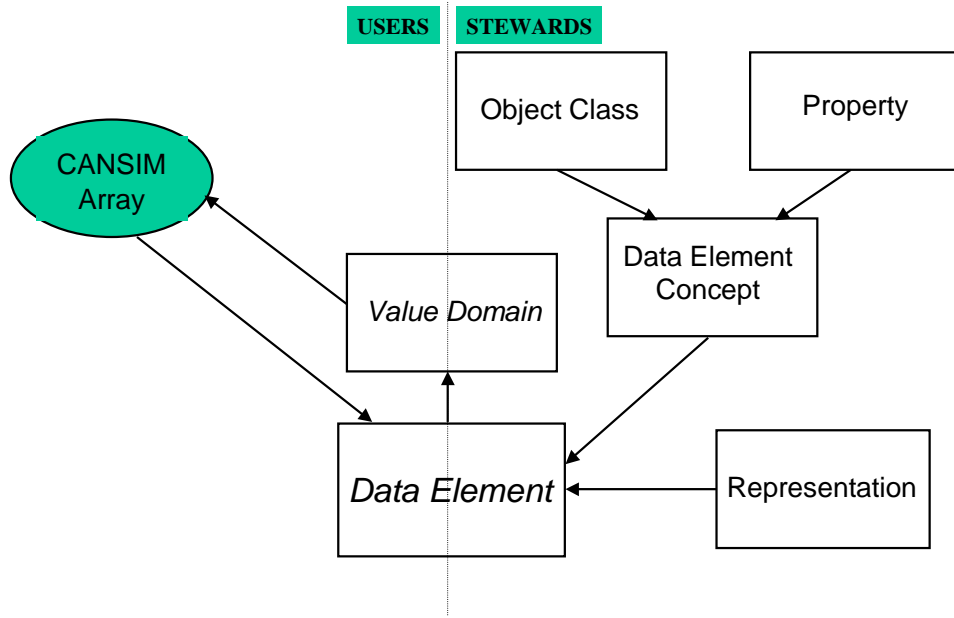 USERS STEWARDS
Object Class
Property
CANSIM
Array
Data Element
Concept
Value Domain
Data Element
Representation